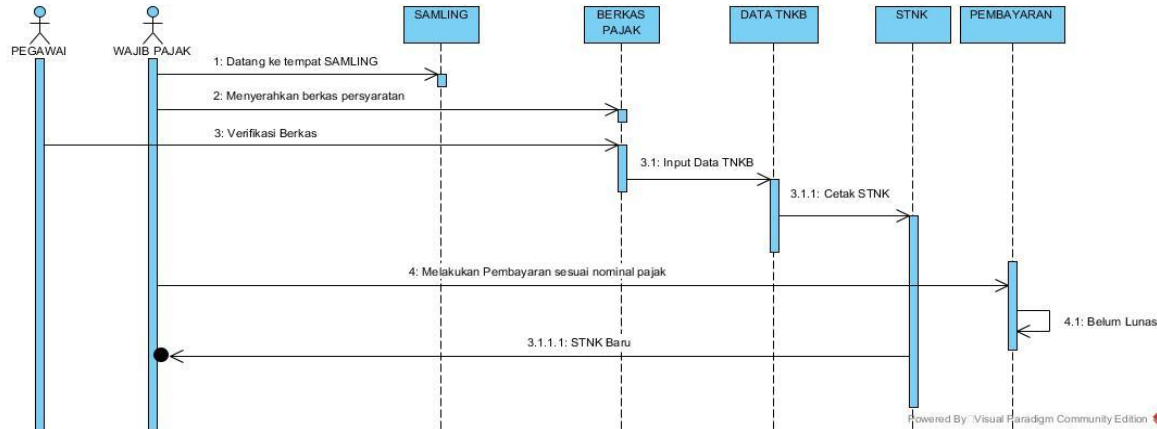 SAMLING
BERKAS
PAJAK
DATA TNKB
STNK
PEMBAYARAN
PEGAWAI
WAJIB PAJAK
1: Datang ke tempat SAMLING
2: Menyerahkan berkas persyaratan
3: Verifikasi Berkas
3.1: Input Data TNKB
3.1.1: Cetak STNK
4: Melakukan Pembayaran sesuai nominal pajak
4.1: Belum Lunas
3.1.1.1: STNK Baru
Powered By Visual Paradigm Community Edition